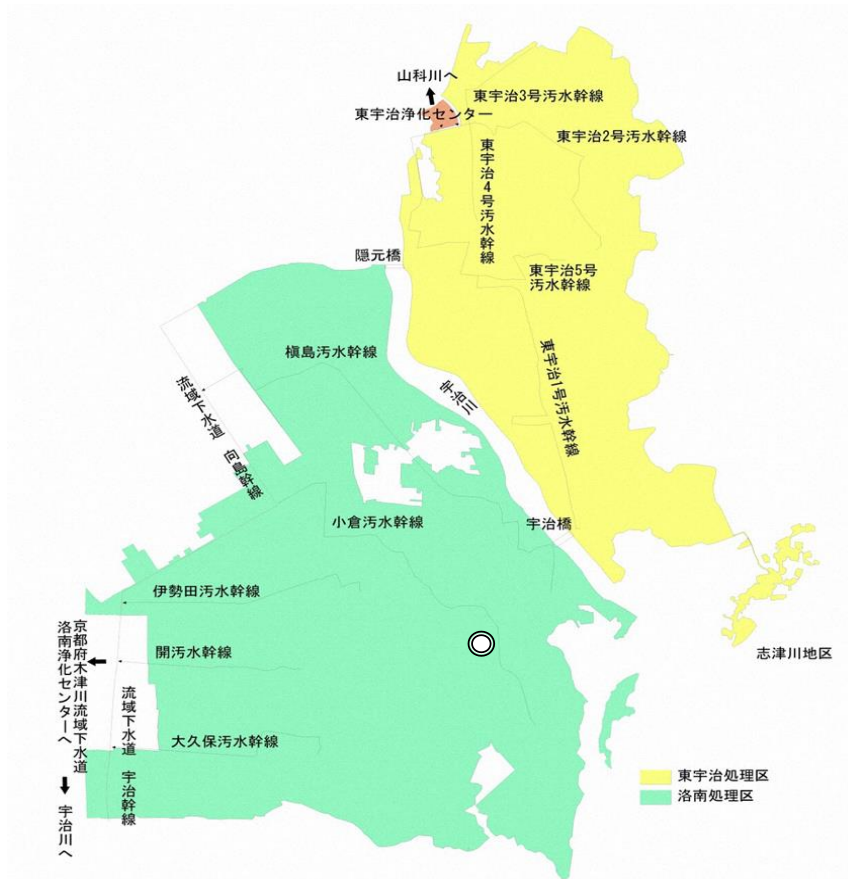 山科川へ
東宇治3号汚水幹線
東宇治浄化センター
東宇治2号汚水幹線
東宇治4号汚水幹線
隠元橋
東宇治5号
汚水幹線
槇島汚水幹線
宇治川
東宇治1号汚水幹線
流域下水道 向島幹線
小倉汚水幹線
宇治橋
伊勢田汚水幹線
京都府木津川流域下水道
洛南浄化センターへ
開汚水幹線
志津川地区
流域下水道 宇治幹線
大久保汚水幹線
宇治川へ
東宇治処理区
洛南処理区